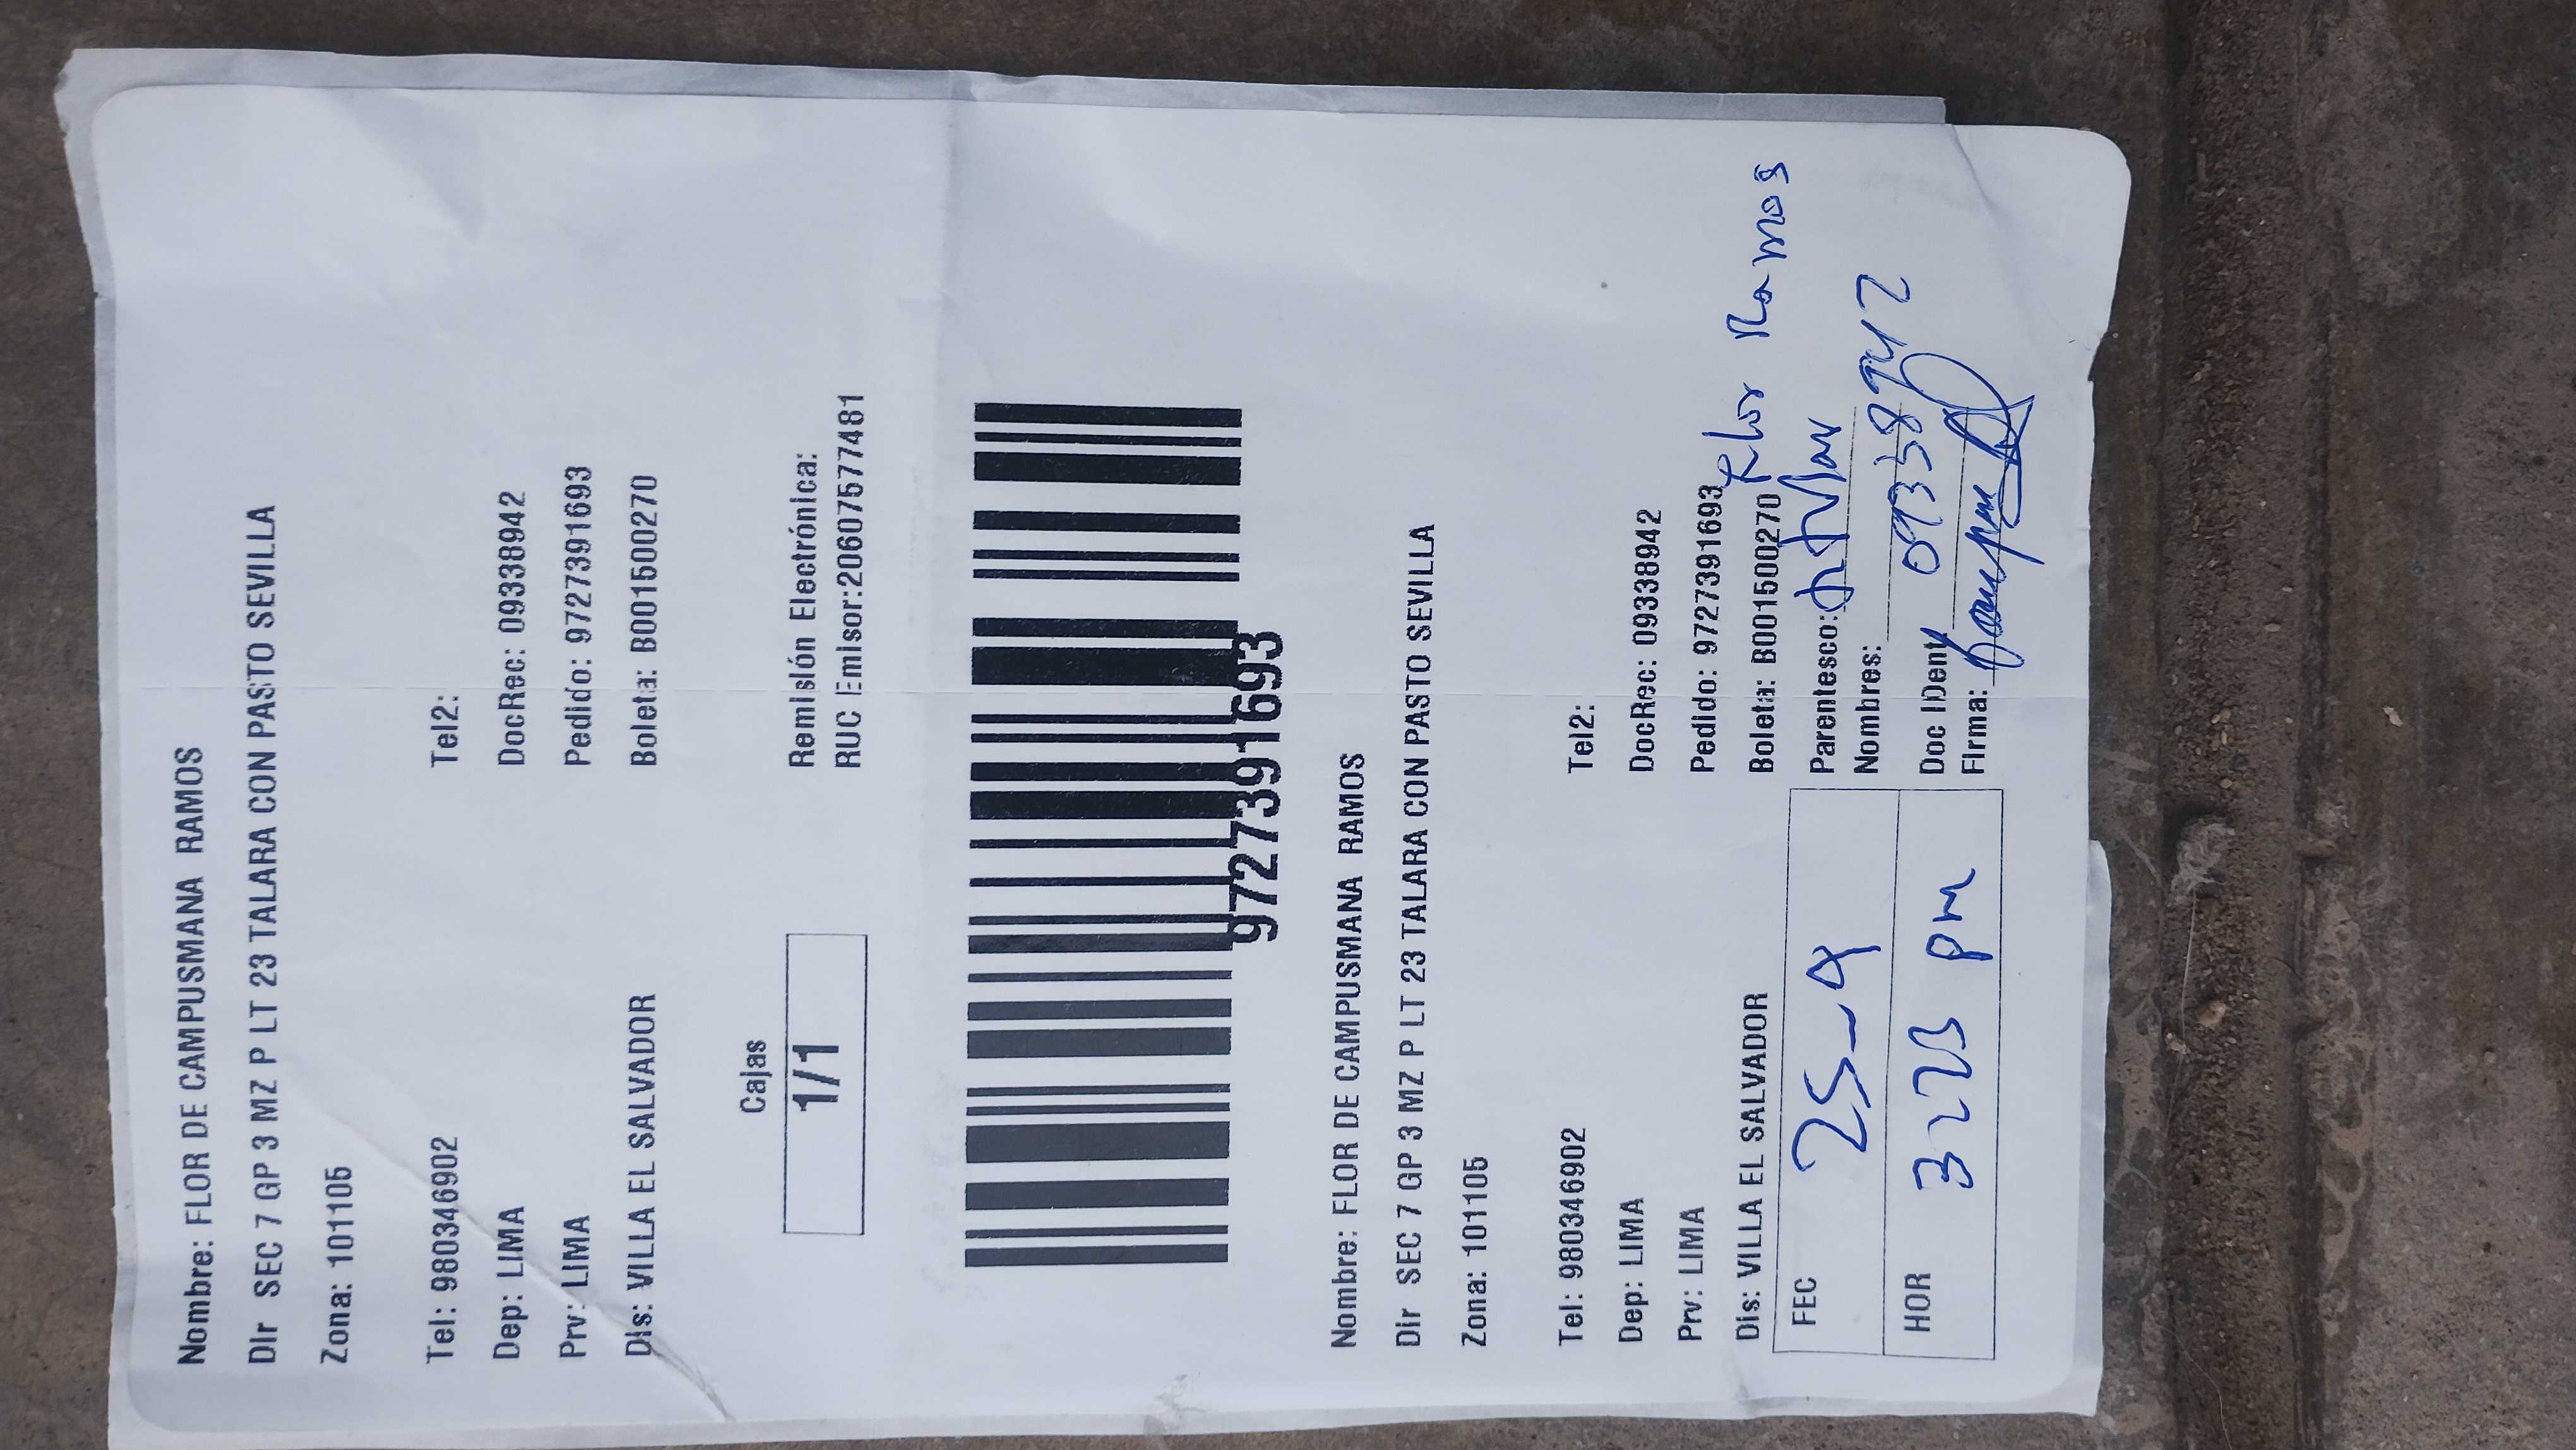 Nombre: FLOR DE CAMPUSMANA RAMOS
Dir SEC 7 GP 3 MZ P LT 23 TALARA CON PASTO SEVILLA
Zona: 101105
Tel: 980346902 Tel2:
Dep: LIMA DocRec: 09338942
Prv: LIMA Pedido: 9727391693
Dis: VILLA EL SALVADOR Boleta: B001500270
Cajas
1/1
Remisión Electrónica:
RUC Emisor:20607577481
9727391693
Nombre: FLOR DE CAMPUSMANA RAMOS
Dir SEC 7 GP 3 MZ P LT 23 TALARA CON PASTO SEVILLA
Zona: 101105
Tel: 980346902 Tel2:
Dep: LIMA DocRec: 09338942
Prv: LIMA Pedido: 9727391693
Dis: VILLA EL SALVADOR Boleta: B001500270 Flor Ramos
FEC 25-9 Parentesco: titular
Nombres:
HOR Doc IDent 09338942
Firma: